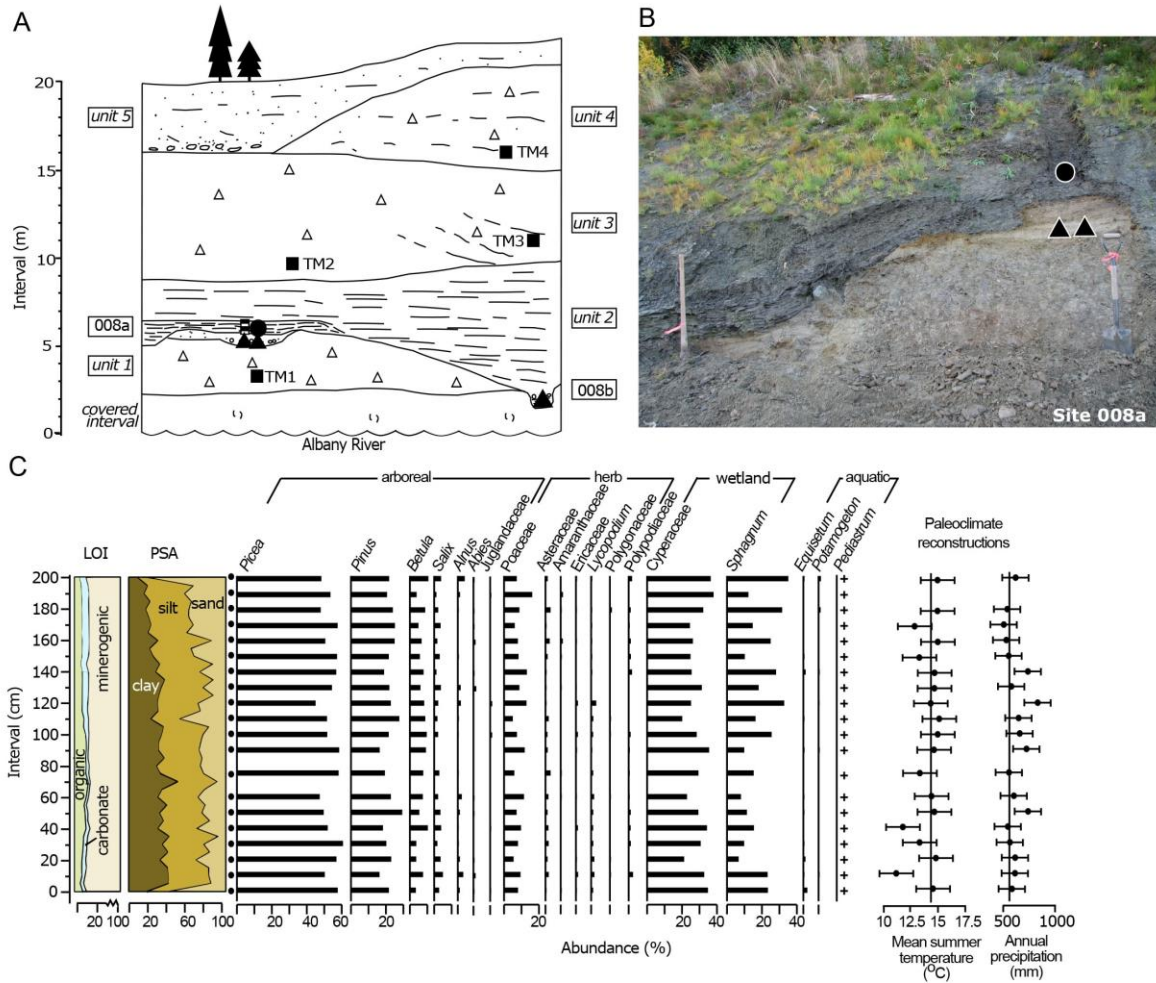 A
20
15
10
5
0
Interval (m)
unit 5
008a
unit 1
covered interval
unit 4
unit 3
unit 2
008b
TM4
TM3
TM2
TM1
Albany River
B
Site 008a
C
arboreal
herb
wetland
aquatic
Paleoclimate
reconstructions
LOI
PSA
Picea
Pinus
Betula
Salix
Alnus
Abies
Juglandaceae
Poaceae
Asteraceae
Amaranthaceae
Ericaceae
Lycopodium
Polygonaceae
Polypodiaceae
Cyperaceae
Sphagnum
Equisetum
Potamogeton
Pediastrum
Interval (cm)
200
180
160
140
120
100
80
60
40
20
0
organic
carbonate
minerogenic
clay
silt
sand
20 100
20 60 100
0 20 40 60
30
20
0 20 40
0 20 40
Abundance (%)
10 12.5 15 17.5
Mean summer
temperature
(°C)
500 1000
Annual
precipitation
(mm)